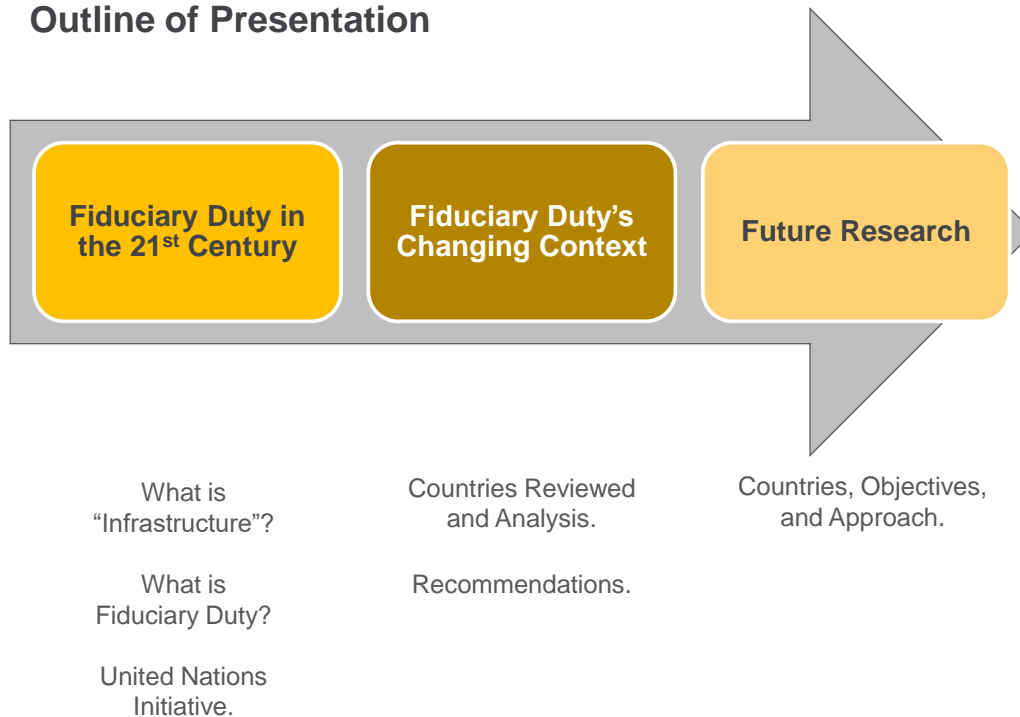 Outline of Presentation
Fiduciary Duty in
the 21st Century
Fiduciary Duty's
Changing Context
Future Research
What is
“Infrastructure”?
What is
Fiduciary Duty?
United Nations
Initiative.
Countries Reviewed
and Analysis.
Recommendations.
Countries, Objectives,
and Approach.